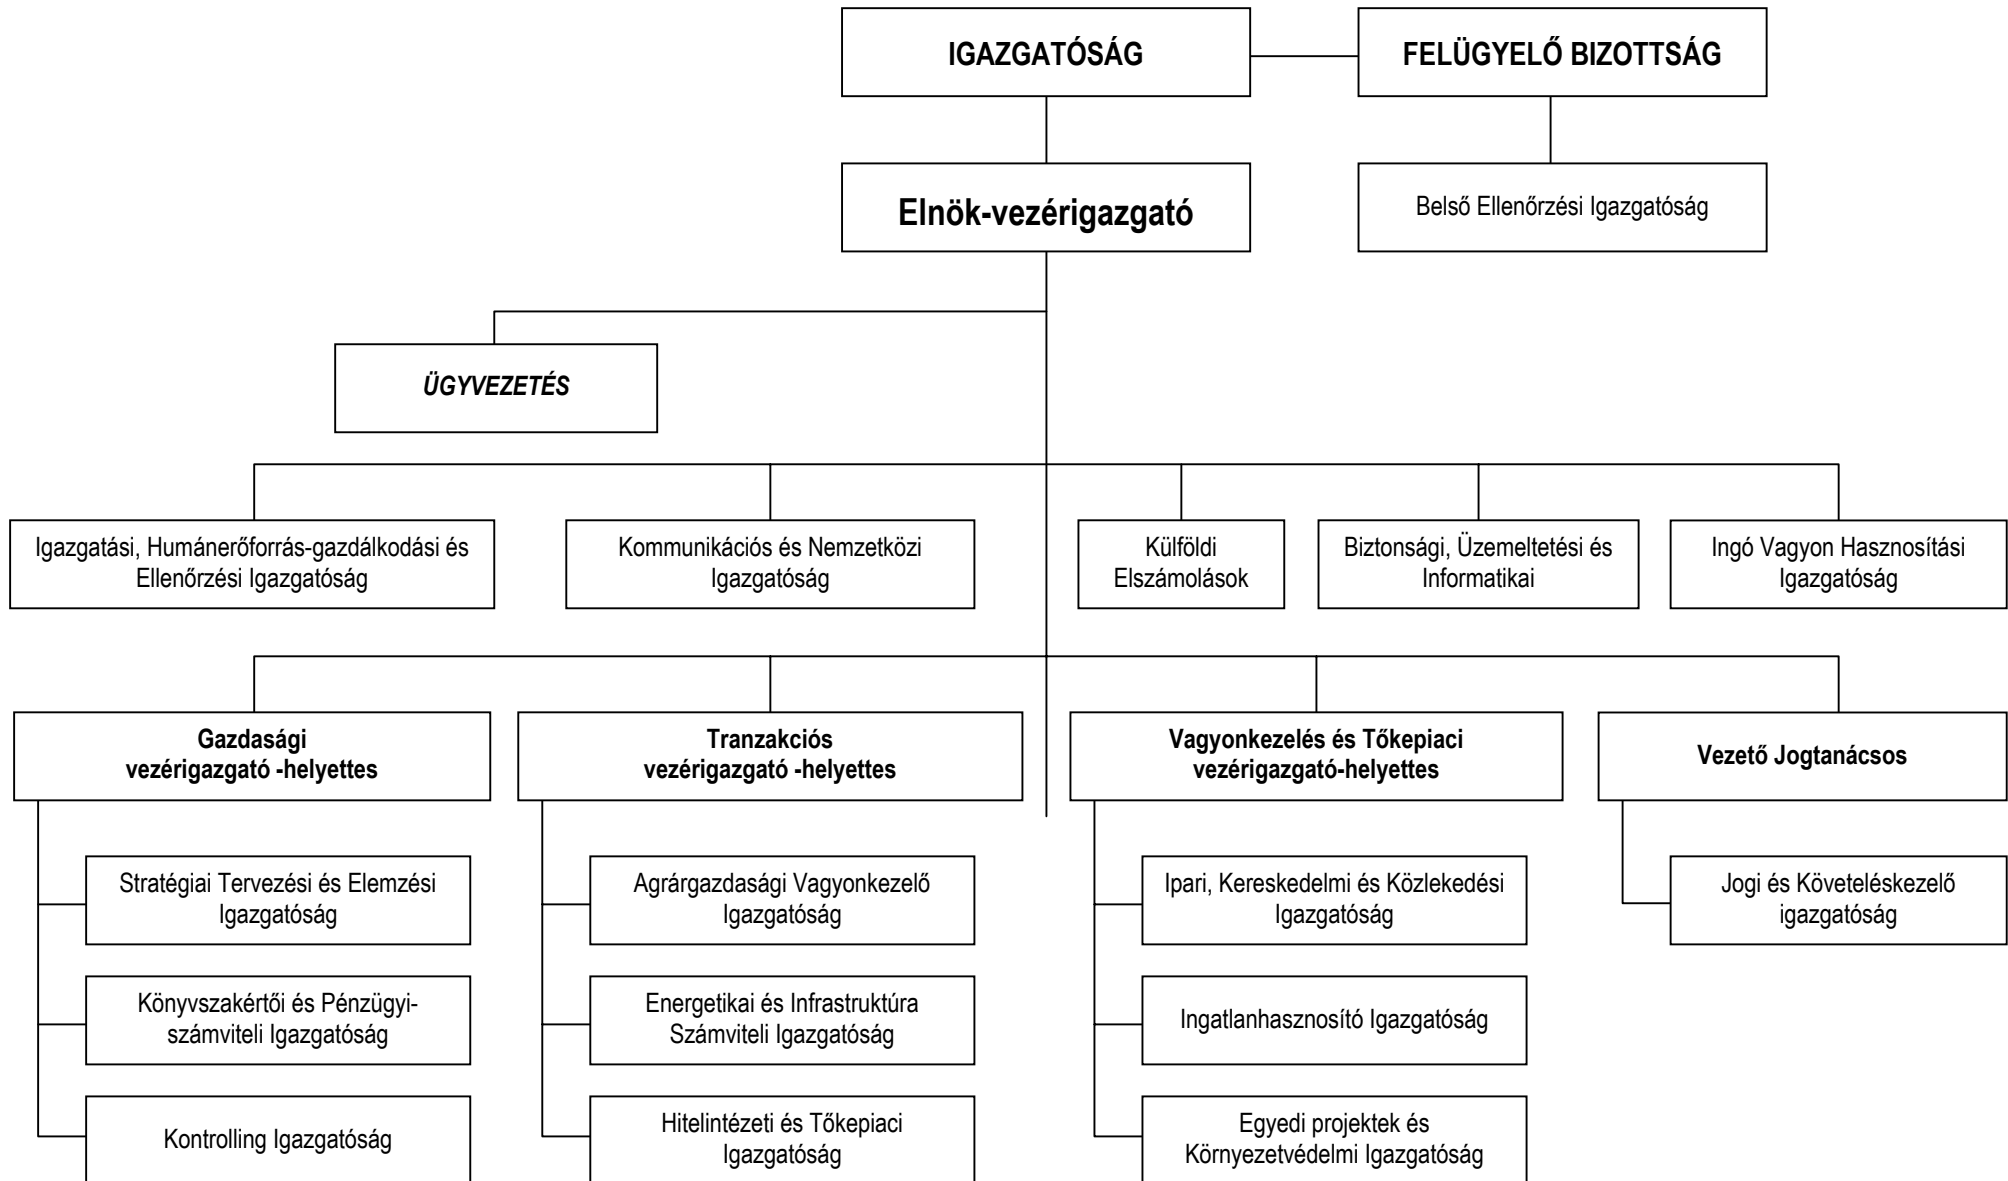 IGAZGATÓSÁG
FELÜGYELŐ BIZOTTSÁG
Elnök-vezérigazgató
Belső Ellenőrzési Igazgatóság
ÜGYVEZETÉS
Igazgatási, Humánerőforrás-gazdálkodási és
Ellenőrzési Igazgatóság
Kommunikációs és Nemzetközi
Igazgatóság
Külföldi
Elszámolások
Biztonsági, Üzemeltetési és
Informatikai
Ingó Vagyon Hasznosítási
Igazgatóság
Gazdasági
vezérigazgató -helyettes
Tranzakciós
vezérigazgató -helyettes
Vagyonkezelés és Tőkepiaci
vezérigazgató-helyettes
Vezető Jogtanácsos
Stratégiai Tervezési és Elemzési
Igazgatóság
Agrárgazdasági Vagyonkezelő
Igazgatóság
Ipari, Kereskedelmi és Közlekedési
Igazgatóság
Jogi és Követeléskezelő
igazgatóság
Könyvszakértői és Pénzügyi-
számviteli Igazgatóság
Energetikai és Infrastruktúra
Számviteli Igazgatóság
Ingatlanhasznosító Igazgatóság
Kontrolling Igazgatóság
Hitelintézeti és Tőkepiaci
Igazgatóság
Egyedi projektek és
Környezetvédelmi Igazgatóság